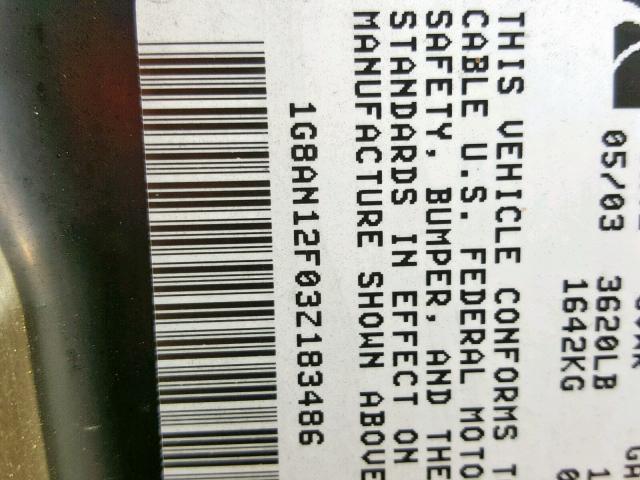 05/03 3620LB
1642KG
THIS VEHICLE CONFORMS T
CABLE U.S. FEDERAL MOTO
SAFETY, BUMPER, AND THE
STANDARDS IN EFFECT ON
MANUFACTURE SHOWN ABOVE
1G8AN12F03Z183486